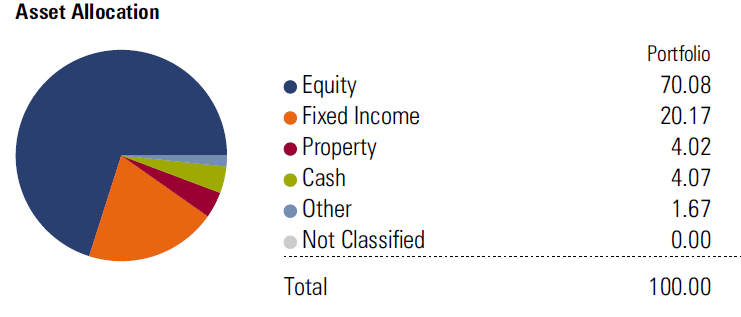 Asset Allocation
Portfolio
Equity 70.08
Fixed Income 20.17
Property 4.02
Cash 4.07
Other 1.67
Not Classified 0.00
Total 100.00